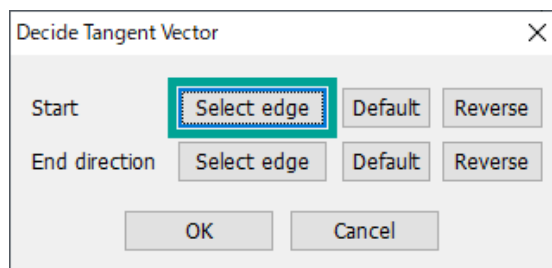 Decide Tangent Vector
Start Select edge Default Reverse
End direction Select edge Default Reverse
OK Cancel